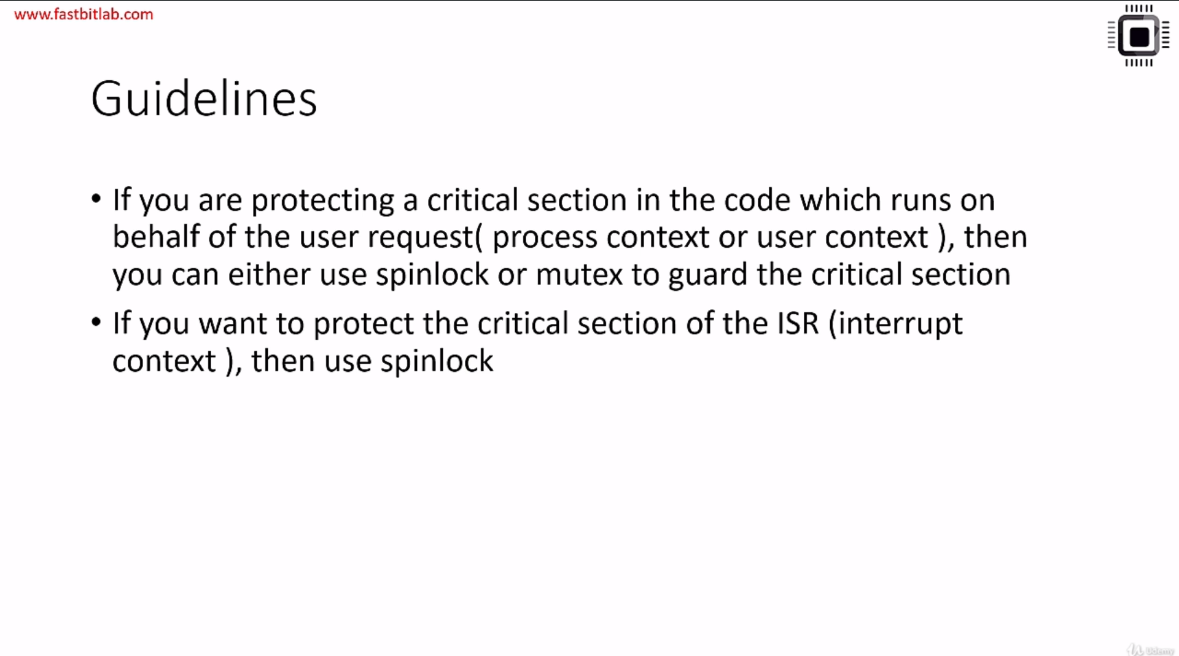 www.fastbitlab.com
Guidelines
• If you are protecting a critical section in the code which runs on
behalf of the user request( process context or user context ), then
you can either use spinlock or mutex to guard the critical section
• If you want to protect the critical section of the ISR (interrupt
context ), then use spinlock
Udemy